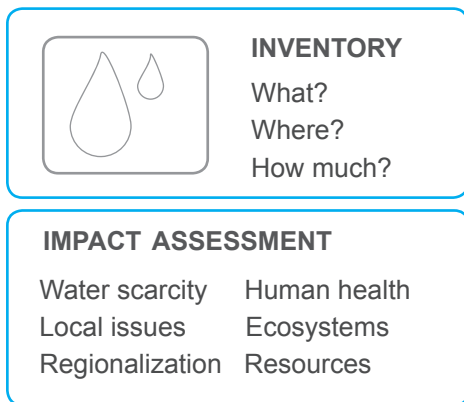 INVENTORY
What?
Where?
How much?
IMPACT ASSESSMENT
Water scarcity Human health
Local issues Ecosystems
Regionalization Resources